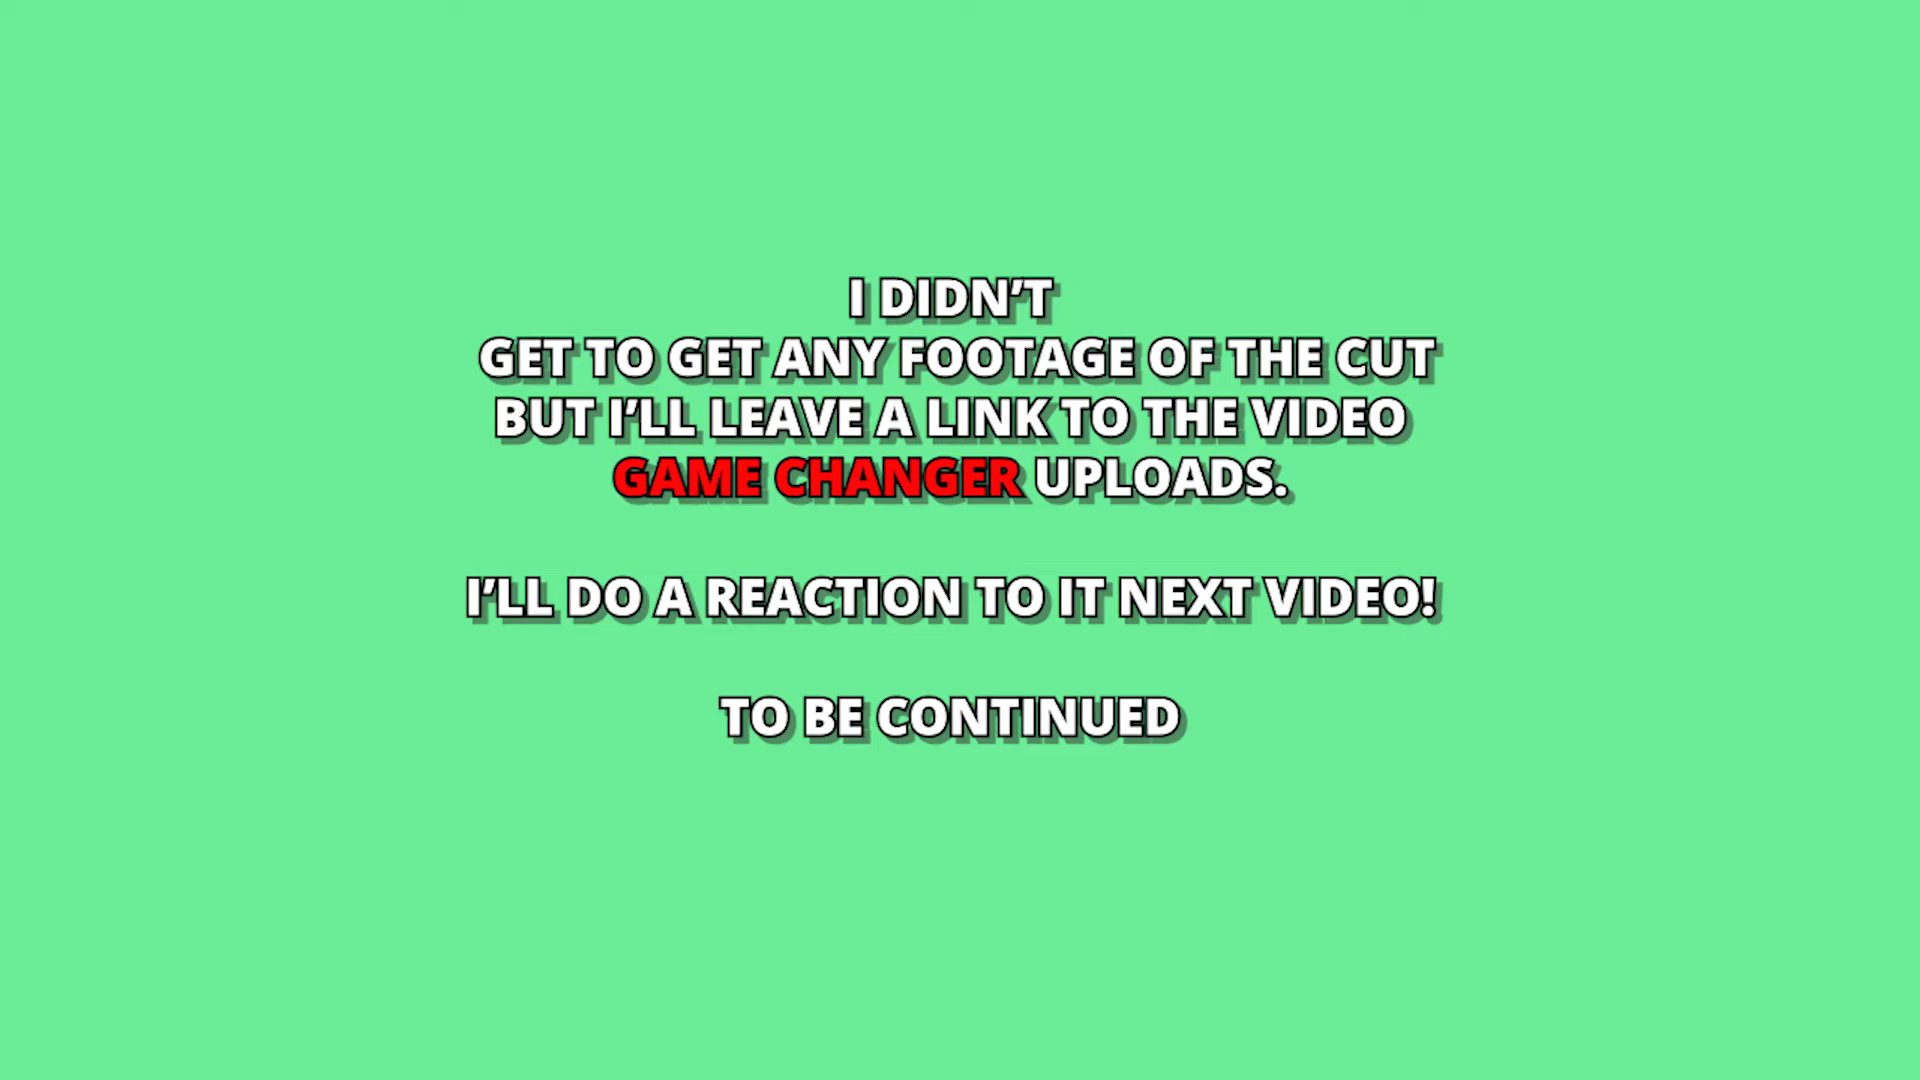 I DIDN’T
GET TO GET ANY FOOTAGE OF THE CUT
BUT I’LL LEAVE A LINK TO THE VIDEO
GAME CHANGER UPLOADS.
I’LL DO A REACTION TO IT NEXT VIDEO!
TO BE CONTINUED